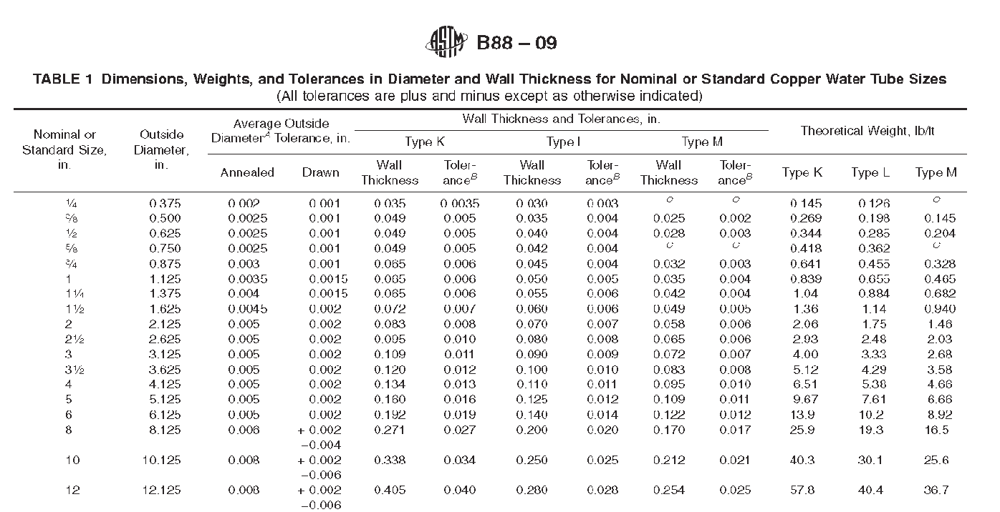 ASTM B88 – 09
TABLE 1 Dimensions, Weights, and Tolerances in Diameter and Wall Thickness for Nominal or Standard Copper Water Tube Sizes
(All tolerances are plus and minus except as otherwise indicated)
Nominal or Standard Size, in. Outside Diameter, in. Average Outside Diameter^A Tolerance, in. Wall Thickness and Tolerances, in. Theoretical Weight, lb/ft
Type K Type L Type M
Annealed Drawn Wall Thickness Tolerance^B Wall Thickness Tolerance^B Wall Thickness Tolerance^B Type K Type L Type M
¼ 0.375 0.002 0.001 0.035 0.0035 0.030 0.003 C C 0.145 0.126 C
⅜ 0.500 0.0025 0.001 0.049 0.005 0.035 0.004 0.025 0.002 0.269 0.198 0.145
½ 0.625 0.0025 0.001 0.049 0.005 0.040 0.004 0.028 0.003 0.344 0.285 0.204
⅝ 0.750 0.0025 0.001 0.049 0.005 0.042 0.004 C C 0.418 0.362 C
¾ 0.875 0.003 0.001 0.065 0.006 0.045 0.004 0.032 0.003 0.641 0.455 0.328
1 1.125 0.0035 0.0015 0.065 0.006 0.050 0.005 0.035 0.004 0.839 0.655 0.465
1¼ 1.375 0.004 0.0015 0.065 0.006 0.055 0.006 0.042 0.004 1.04 0.884 0.682
1½ 1.625 0.0045 0.002 0.072 0.007 0.060 0.006 0.049 0.005 1.36 1.14 0.940
2 2.125 0.005 0.002 0.083 0.008 0.070 0.007 0.058 0.006 2.06 1.75 1.46
2½ 2.625 0.005 0.002 0.095 0.010 0.080 0.008 0.065 0.006 2.93 2.48 2.03
3 3.125 0.005 0.002 0.109 0.011 0.090 0.009 0.072 0.007 4.00 3.33 2.68
3½ 3.625 0.005 0.002 0.120 0.012 0.100 0.010 0.083 0.008 5.12 4.29 3.58
4 4.125 0.005 0.002 0.134 0.013 0.110 0.011 0.095 0.010 6.51 5.38 4.66
5 5.125 0.005 0.002 0.160 0.016 0.125 0.012 0.109 0.011 9.67 7.61 6.66
6 6.125 0.005 0.002 0.192 0.019 0.140 0.014 0.122 0.012 13.9 10.2 8.92
8 8.125 0.006 + 0.002 0.271 0.027 0.200 0.020 0.170 0.017 25.9 19.3 16.5
−0.004
10 10.125 0.008 + 0.002 0.338 0.034 0.250 0.025 0.212 0.021 40.3 30.1 25.6
−0.006
12 12.125 0.008 + 0.002 0.405 0.040 0.280 0.028 0.254 0.025 57.8 40.4 36.7
−0.006